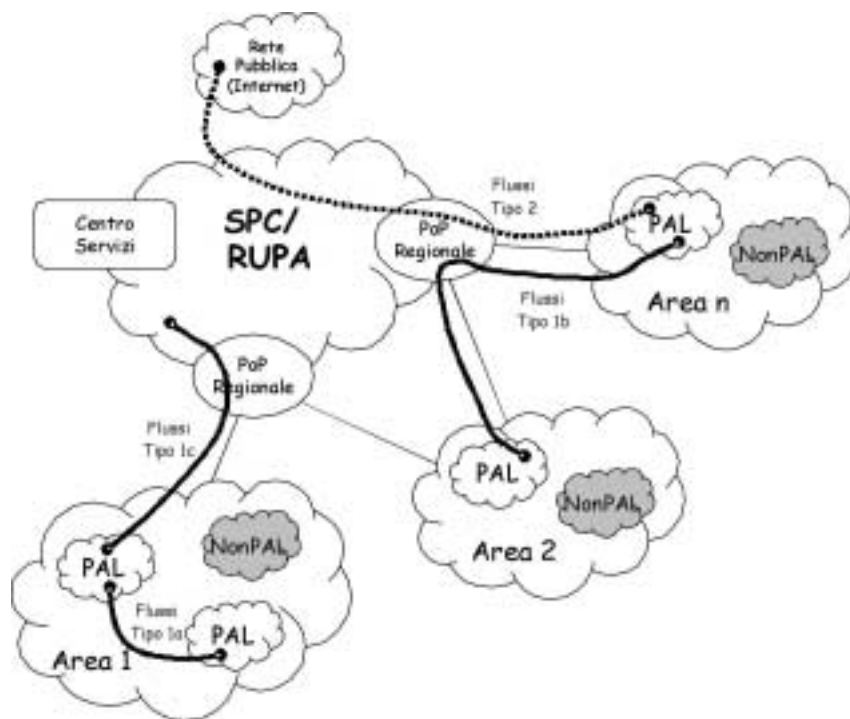 Rete
Pubblica
(Internet)
Centro
Servizi
SPC/
RUPA
PoP
Regionale
Flussi
Tipo 2
PAL
NonPAL
Area n
Flussi
Tipo 1b
PoP
Regionale
Flussi
Tipo 1c
PAL
NonPAL
Area 2
PAL
NonPAL
Flussi
Tipo 1a
PAL
Area 1